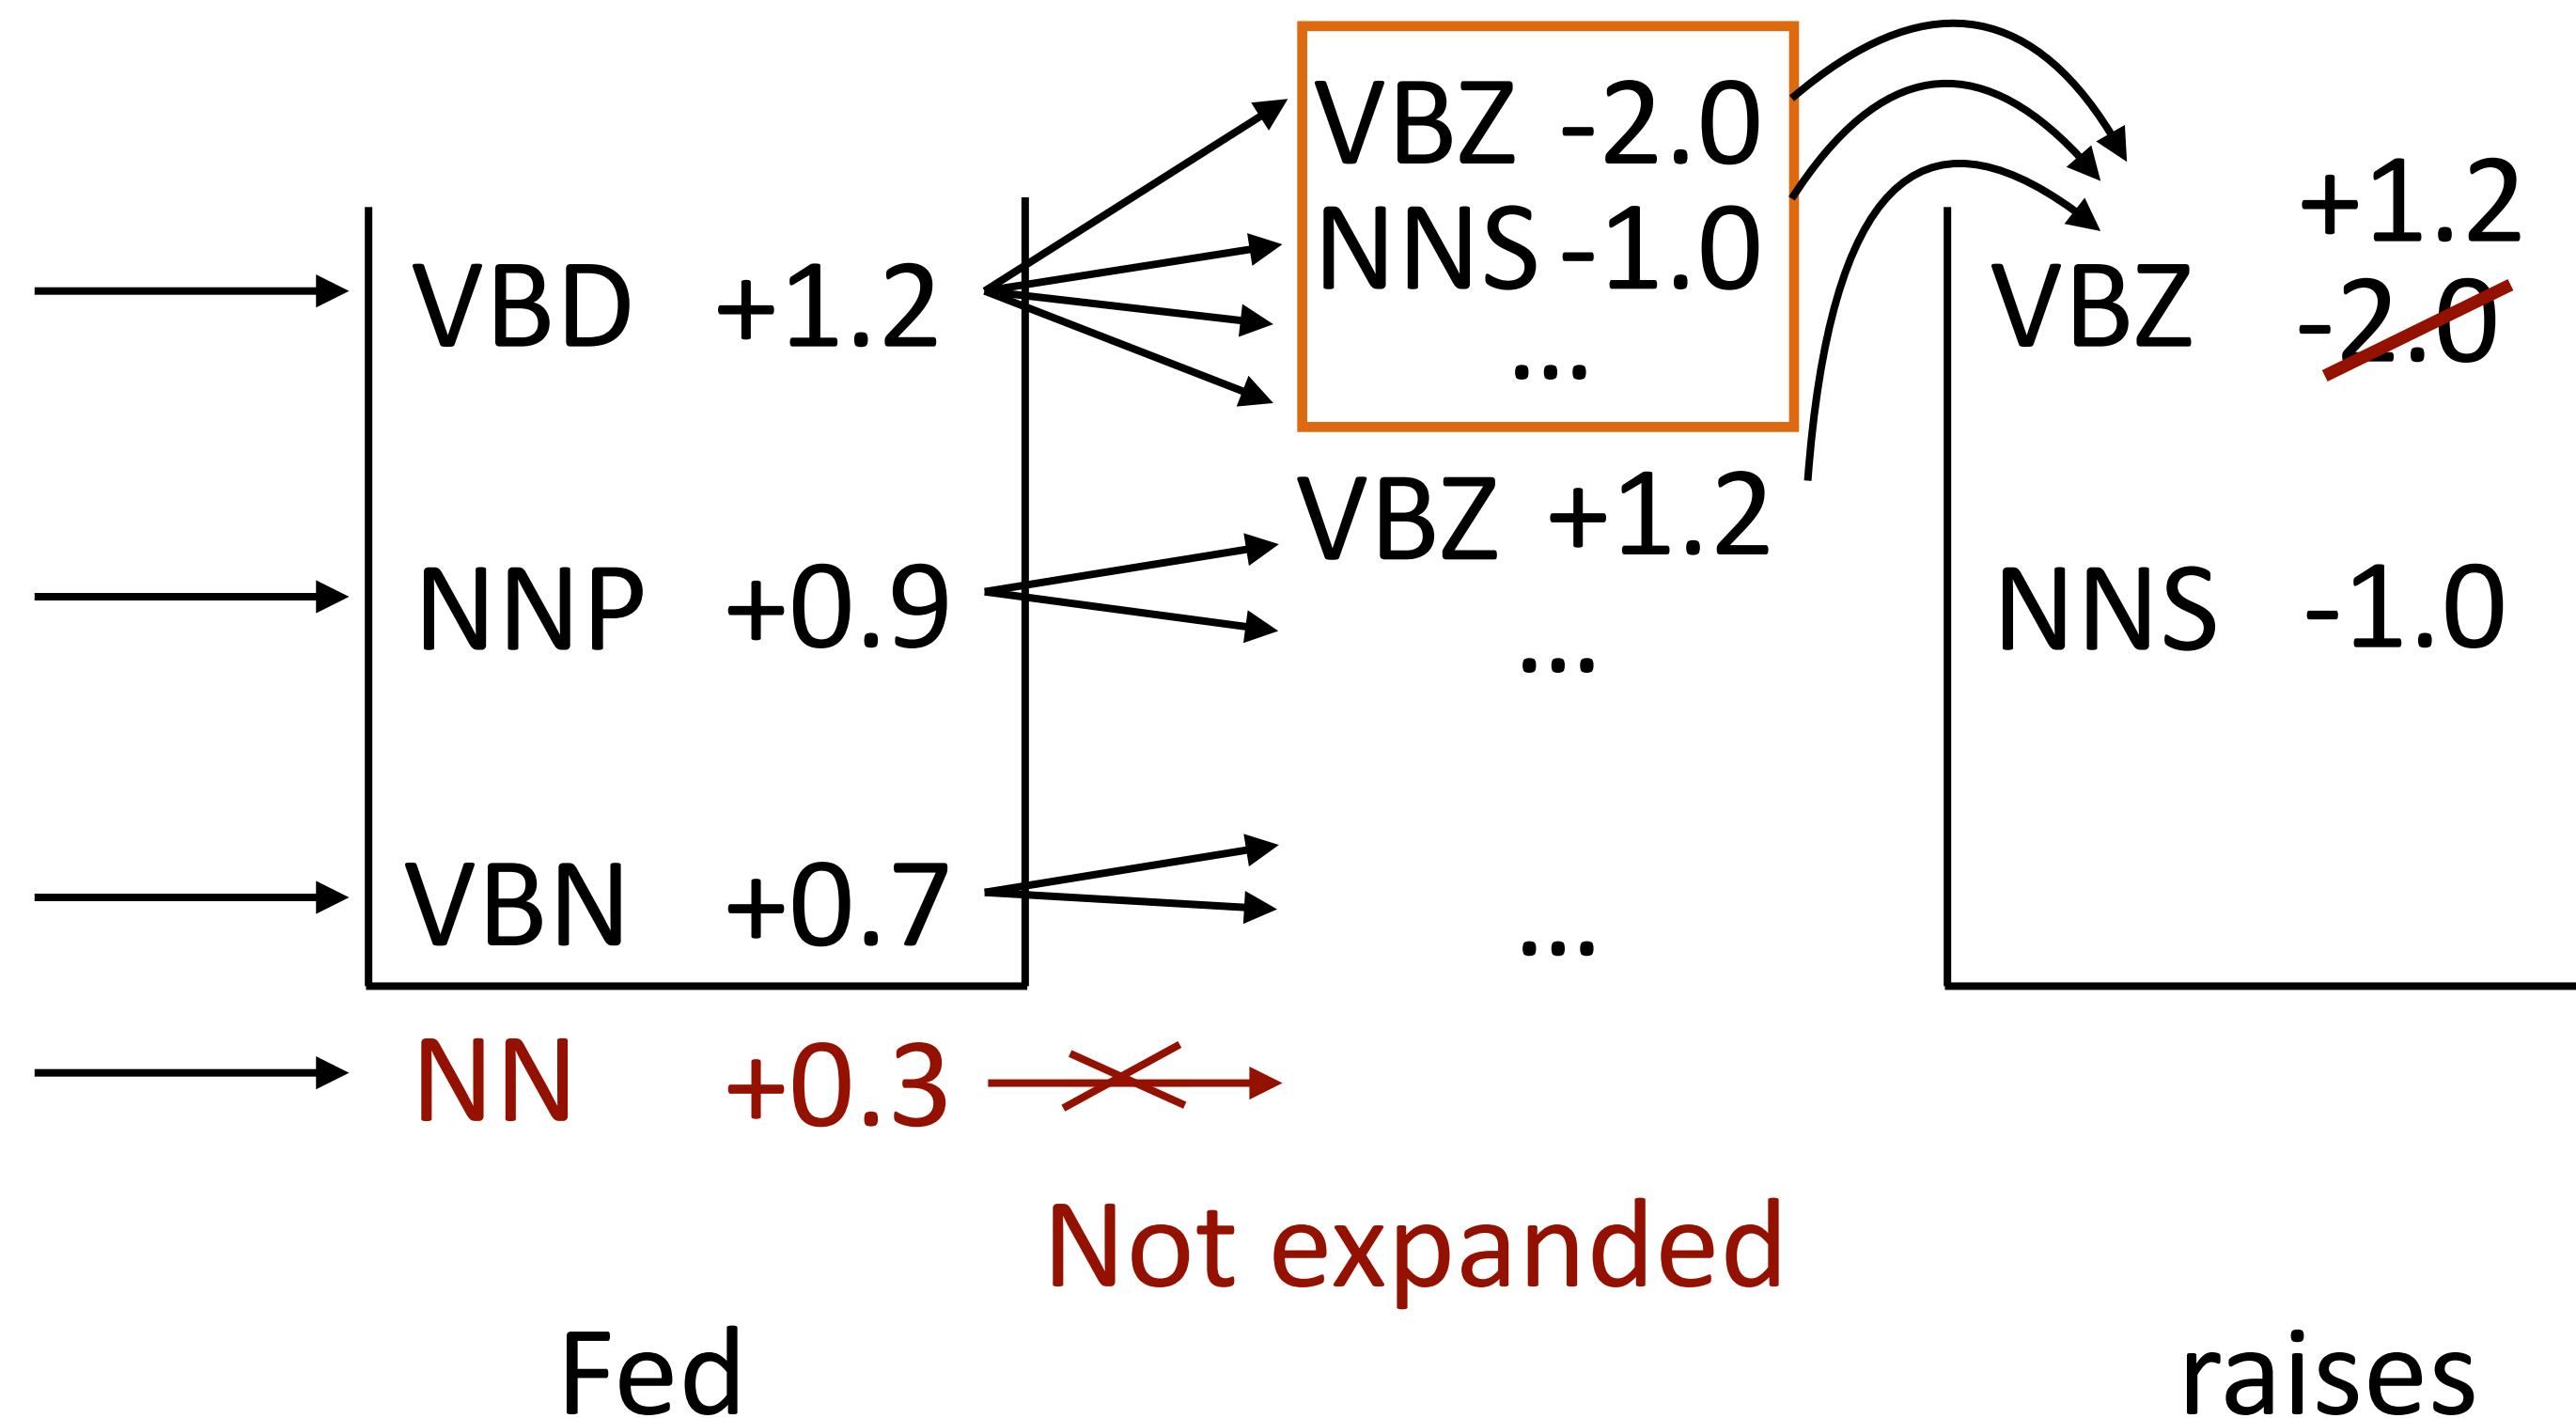 VBZ -2.0
NNS -1.0
...
VBD +1.2
+1.2
VBZ -2.0
VBZ +1.2
...
NNP +0.9
NNS -1.0
VBN +0.7
...
NN +0.3
Not expanded
Fed
raises